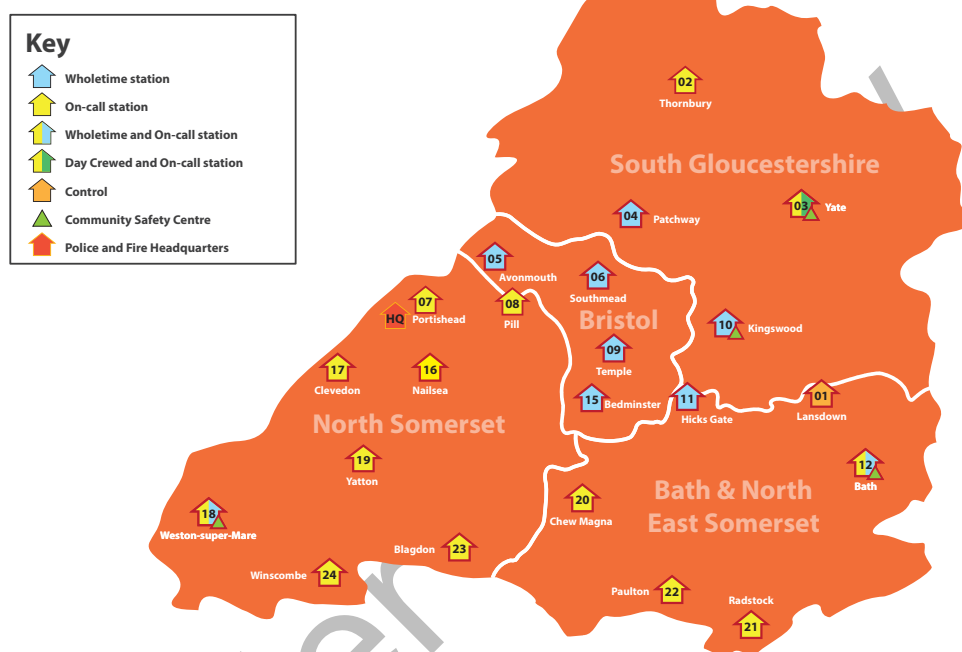 Key
Wholetime station
On-call station
Wholetime and On-call station
Day Crewed and On-call station
Control
Community Safety Centre
Police and Fire Headquarters
02
Thornbury
South Gloucestershire
03
Yate
04
Patchway
05
Avonmouth
06
Southmead
07
Portishead
HQ
08
Pill
Bristol
10
Kingswood
09
Temple
17
Clevedon
16
Nailsea
15
Bedminster
11
Hicks Gate
01
Lansdown
North Somerset
19
Yatton
12
Bath
20
Chew Magna
Bath & North
East Somerset
18
Weston-super-Mare
Blagdon
23
Winscombe
24
Paulton
22
Radstock
21